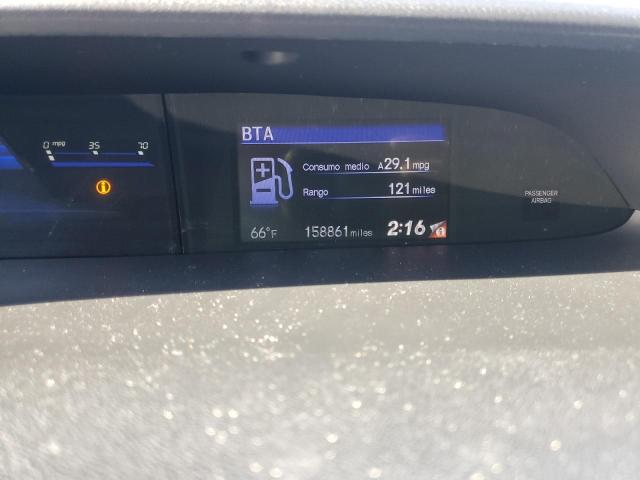 0 mpg 35 70
BTA
Consumo medio A29.1 mpg
Rango 121 miles
66°F 158861 miles 2:16 i
i
PASSENGER
AIRBAG